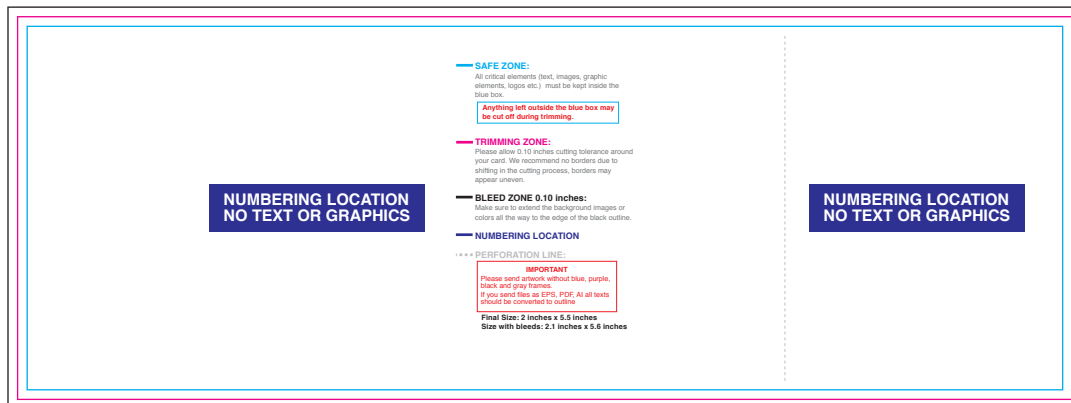 SAFE ZONE:
All critical elements (text, images, graphic
elements, logos etc.) must be kept inside the
blue box.
Anything left outside the blue box may
be cut off during trimming.
TRIMMING ZONE:
Please allow 0.10 inches cutting tolerance around
your card. We recommend no borders due to
shifting in the cutting process, borders may
appear uneven.
NUMBERING LOCATION
NO TEXT OR GRAPHICS
BLEED ZONE 0.10 inches:
Make sure to extend the background images or
colors all the way to the edge of the black outline.
NUMBERING LOCATION
NO TEXT OR GRAPHICS
NUMBERING LOCATION
PERFORATION LINE:
IMPORTANT
Please send artwork without blue, purple,
black and gray frames.
If you send files as EPS, PDF, AI all texts
should be converted to outline
Final Size: 2 inches x 5.5 inches
Size with bleeds: 2.1 inches x 5.6 inches